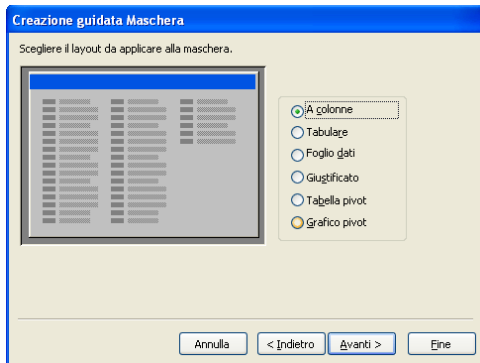 Creazione guidata Maschera
Scegliere il layout da applicare alla maschera.
A colonne
Tabulare
Foglio dati
Giustificato
Tabella pivot
Grafico pivot
Annulla
< Indietro
Avanti >
Fine